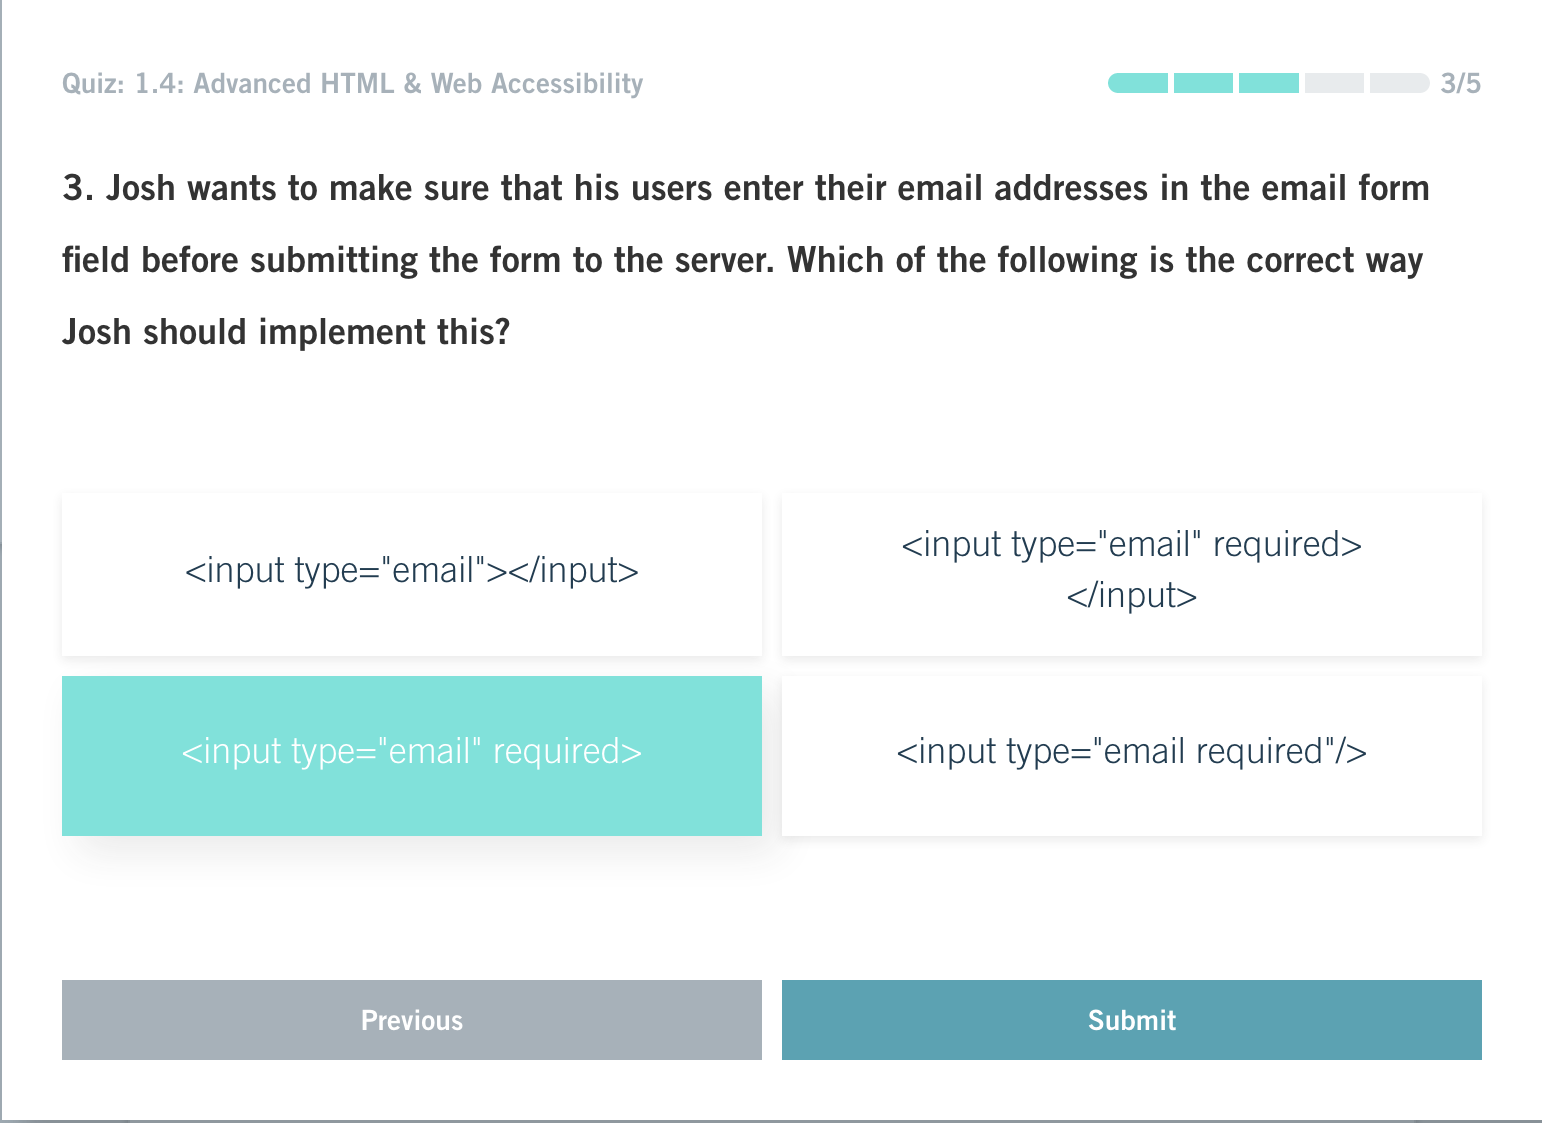 Quiz: 1.4: Advanced HTML & Web Accessibility
3/5
3. Josh wants to make sure that his users enter their email addresses in the email form
field before submitting the form to the server. Which of the following is the correct way
Josh should implement this?
<input type="email"></input>
<input type="email" required>
</input>
<input type="email" required>
<input type="email required"/>
Previous
Submit